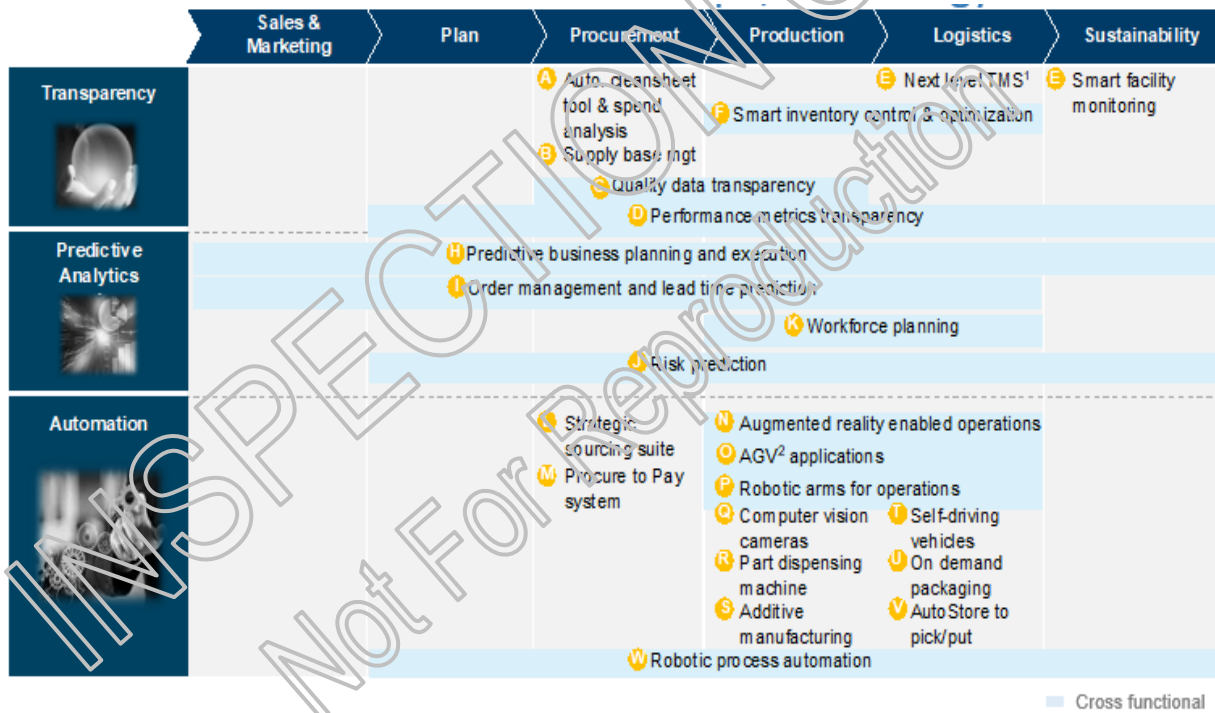 Sales &
Marketing
Plan
Procurement
Production
Logistics
Sustainability
Transparency
A Auto. cleansheet
tool & spend
analysis
B Supply base mgt
E Next level TMS¹
E Smart facility
monitoring
F Smart inventory control & optimization
Quality data transparency
D Performance metrics transparency
Predictive
Analytics
H Predictive business planning and execution
I Order management and lead time prediction
K Workforce planning
J Risk prediction
Automation
Strategic
sourcing suite
M Procure to Pay
system
N Augmented reality enabled operations
O AGV² applications
P Robotic arms for operations
Q Computer vision
cameras
R Part dispensing
machine
S Additive
manufacturing
T Self-driving
vehicles
U On demand
packaging
V AutoStore to
pick/put
W Robotic process automation
Cross functional
INSPECTION
Not For Reproduction